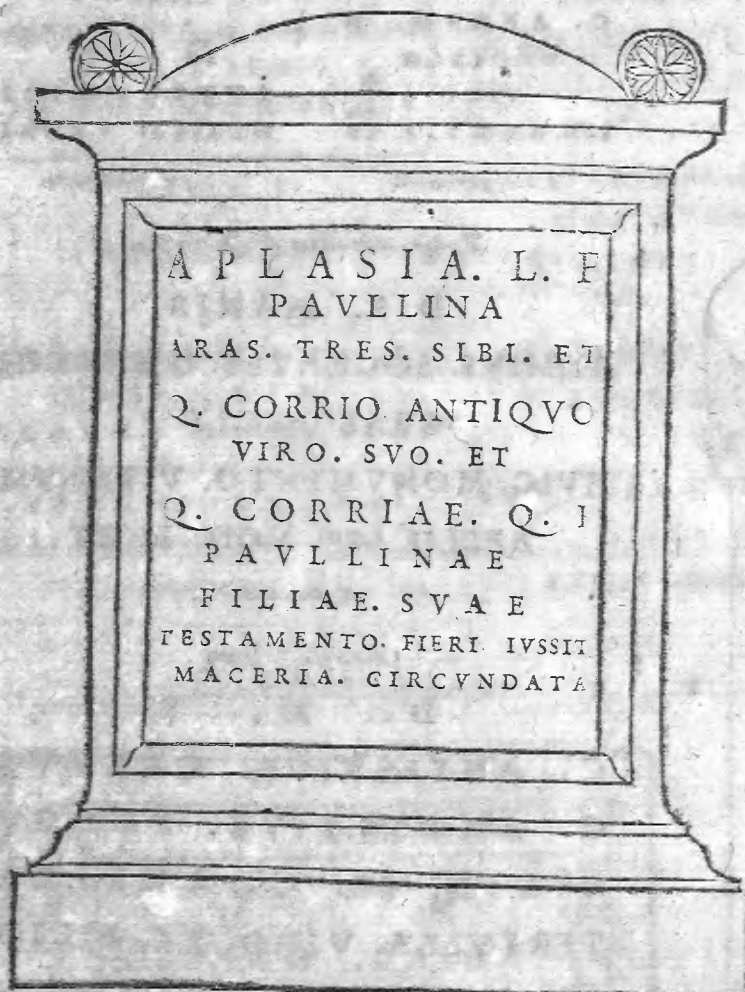 APLASIA. L. F
PAVLLINA
ARAS. TRES. SIBI. ET
Q. CORRIO ANTIQVO
VIRO. SVO. ET
Q. CORRIAE. Q. F
PAVLLINAE
FILIAE. SVAE
TESTAMENTO. FIERI IVSSIT
MACERIA. CIRCVNDATA